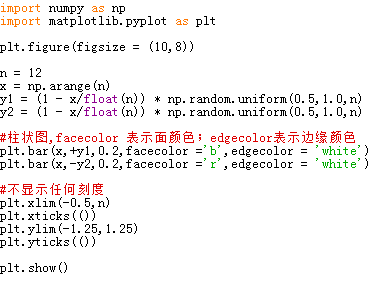 import numpy as np
import matplotlib.pyplot as plt
plt.figure(figsize = (10,8))
n = 12
x = np.arange(n)
y1 = (1 - x/float(n)) * np.random.uniform(0.5,1.0,n)
y2 = (1 - x/float(n)) * np.random.uniform(0.5,1.0,n)
#柱状图,facecolor 表示面颜色；edgecolor表示边缘颜色
plt.bar(x,+y1,0.2,facecolor ='b',edgecolor = 'white')
plt.bar(x,-y2,0.2,facecolor ='r',edgecolor = 'white')
#不显示任何刻度
plt.xlim(-0.5,n)
plt.xticks(())
plt.ylim(-1.25,1.25)
plt.yticks(())
plt.show()